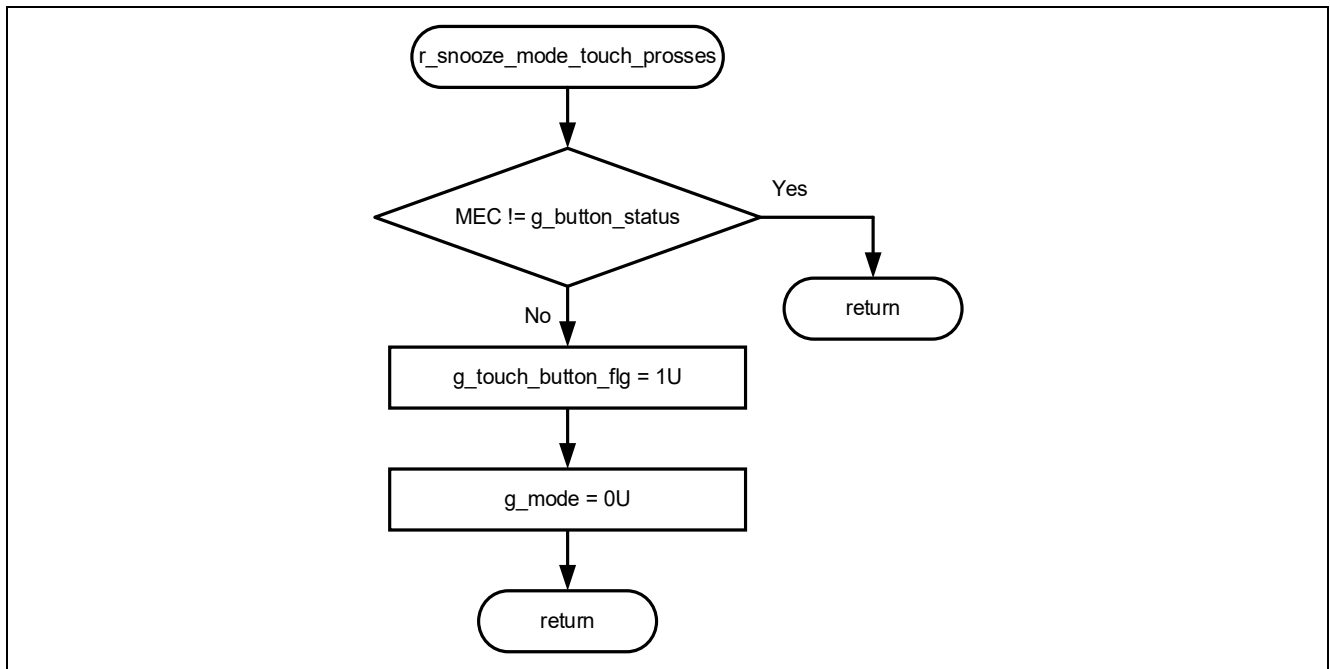 r_snooze_mode_touch_prosses
MEC != g_button_status
Yes
return
No
g_touch_button_flg = 1U
g_mode = 0U
return